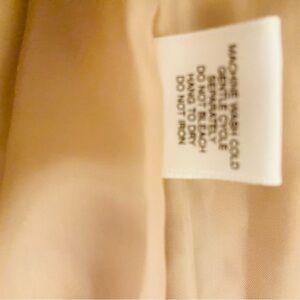 MACHINE WASH COLD
GENTLE CYCLE
SEPARATELY
DO NOT BLEACH
HANG TO DRY
DO NOT IRON